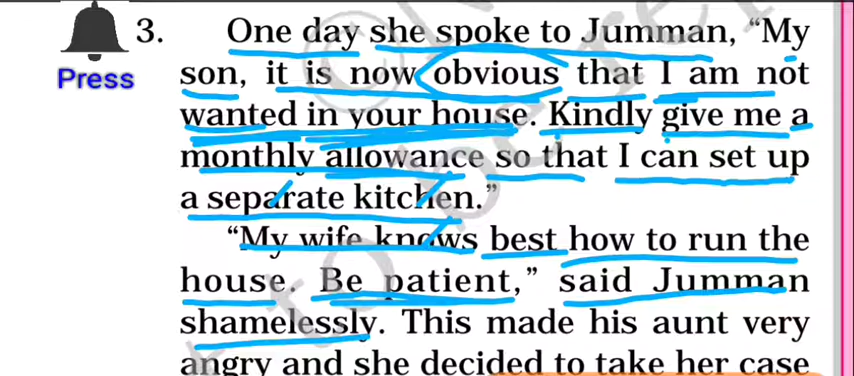 3. One day she spoke to Jumman, “My
Press
son, it is now obvious that I am not
wanted in your house. Kindly give me a
monthly allowance so that I can set up
a separate kitchen.”
“My wife knows best how to run the
house. Be patient,” said Jumman
shamelessly. This made his aunt very
angry and she decided to take her case